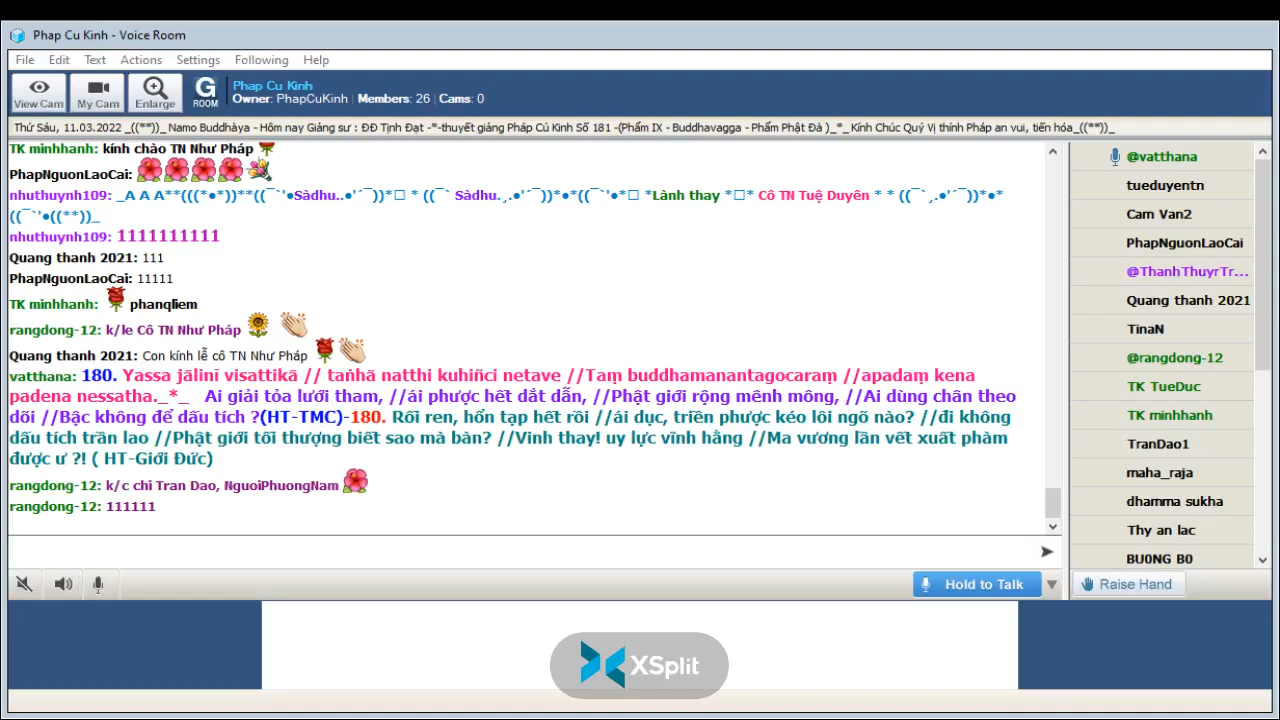 Phap Cu Kinh - Voice Room
File Edit Text Actions Settings Following Help
View Cam My Cam Enlarge G ROOM
Phap Cu Kinh
Owner: PhapCuKinh | Members: 26 | Cams: 0
Thứ Sáu, 11.03.2022 _((**))_ Namo Buddhàya - Hôm nay Giảng sư : ĐĐ Tịnh Đạt -*-thuyết giảng Pháp Cú Kinh Số 181 -(Phẩm IX - Buddhavagga - Phẩm Phật Đà )_*_ Kính Chúc Quý Vị thính Pháp an vui, tiến hóa_((**))_
TK minhhanh: kính chào TN Như Pháp
PhapNguonLaoCai:
nhuthuynh109: _A A A**(((*●*))**((¯`'●Sàdhu..●'´¯))*□ * ((¯` Sàdhu.¸.●'´¯))*●*((¯`'●*□ *Lành thay *□* Cô TN Tuệ Duyên * * ((¯`¸.●'´¯))*●*
((¯`'●((**))_
nhuthuynh109: 1111111111
Quang thanh 2021: 111
PhapNguonLaoCai: 11111
TK minhhanh: phanqliem
rangdong-12: k/le Cô TN Như Pháp
Quang thanh 2021: Con kính lễ cô TN Như Pháp
vatthana: 180. Yassa jālinī visattikā // taṅhā natthi kuhiñci netave //Taṃ buddhamanantagocaraṃ //apadaṃ kena
padena nessatha._*_ Ai giải tỏa lưới tham, //ái phược hết dắt dẫn, //Phật giới rộng mênh mông, //Ai dùng chân theo
dõi //Bậc không để dấu tích ?(HT-TMC)-180. Rối ren, hổn tạp hết rồi //ái dục, triền phược kéo lôi ngõ nào? //đi không
dấu tích trần lao //Phật giới tối thượng biết sao mà bàn? //Vinh thay! uy lực vĩnh hằng //Ma vương lần vết xuất phàm
được ư ?! ( HT-Giới Đức)
rangdong-12: k/c chi Tran Dao, NguoiPhuongNam
rangdong-12: 111111
@vatthana
tueduyentn
Cam Van2
PhapNguonLaoCai
@ThanhThuyrTr...
Quang thanh 2021
TinaN
@rangdong-12
TK TueDuc
TK minhhanh
TranDao1
maha_raja
dhamma sukha
Thy an lac
BU0NG B0
Hold to Talk
Raise Hand
XSplit